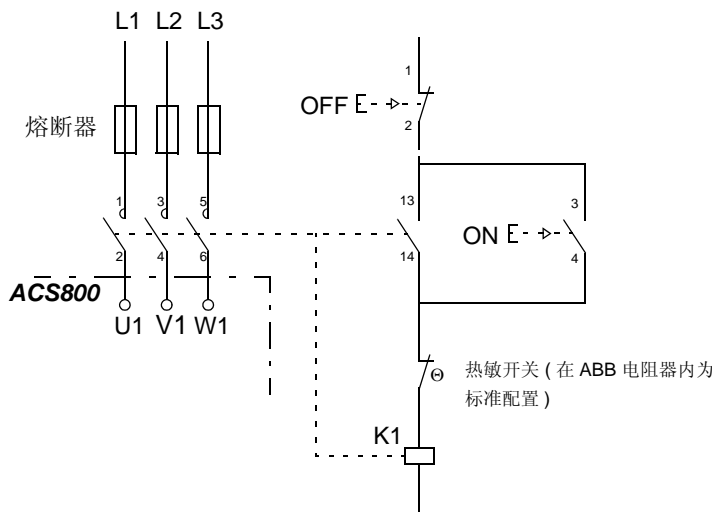 L1 L2 L3
1
OFF
2
熔断器
1 3 5
13
3
ON
2 4 6
14
4
ACS800
U1 V1 W1
Θ
热敏开关 ( 在 ABB 电阻器内为
标准配置 )
K1